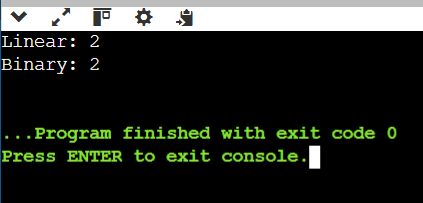 Linear: 2
Binary: 2
...Program finished with exit code 0
Press ENTER to exit console.